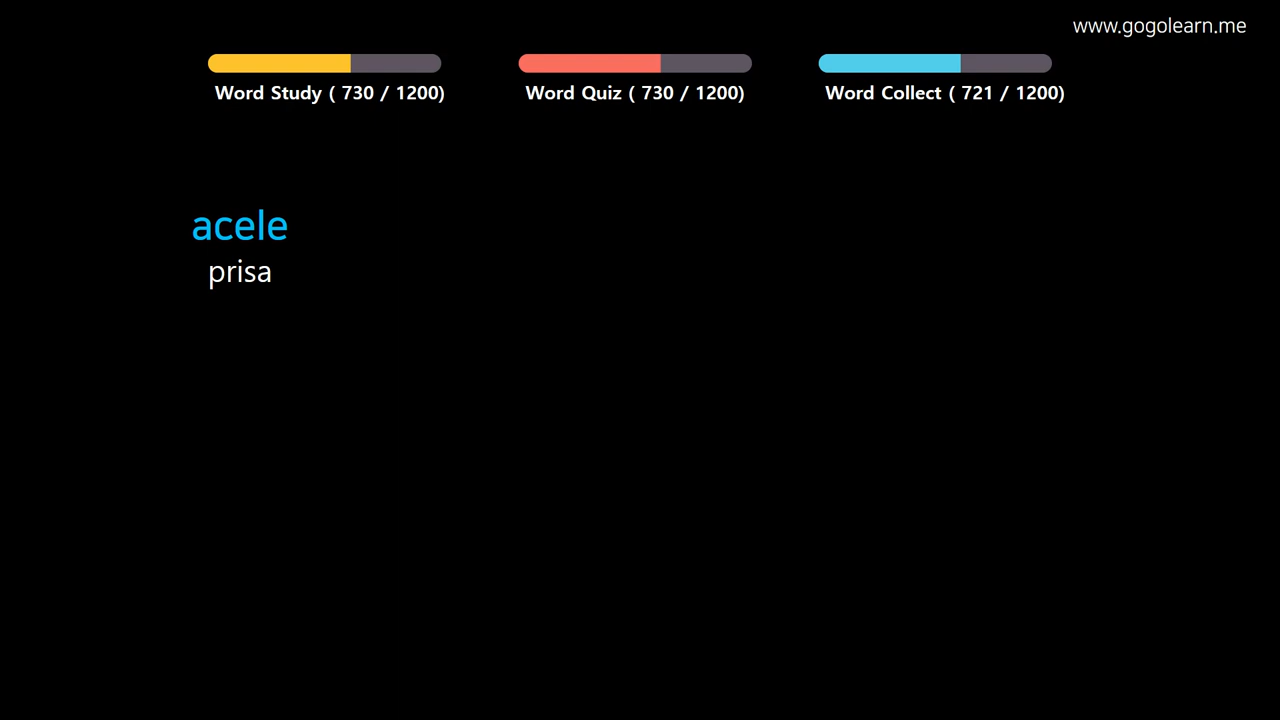 www.gogolearn.me
Word Study ( 730 / 1200)
Word Quiz ( 730 / 1200)
Word Collect ( 721 / 1200)
acele
prisa